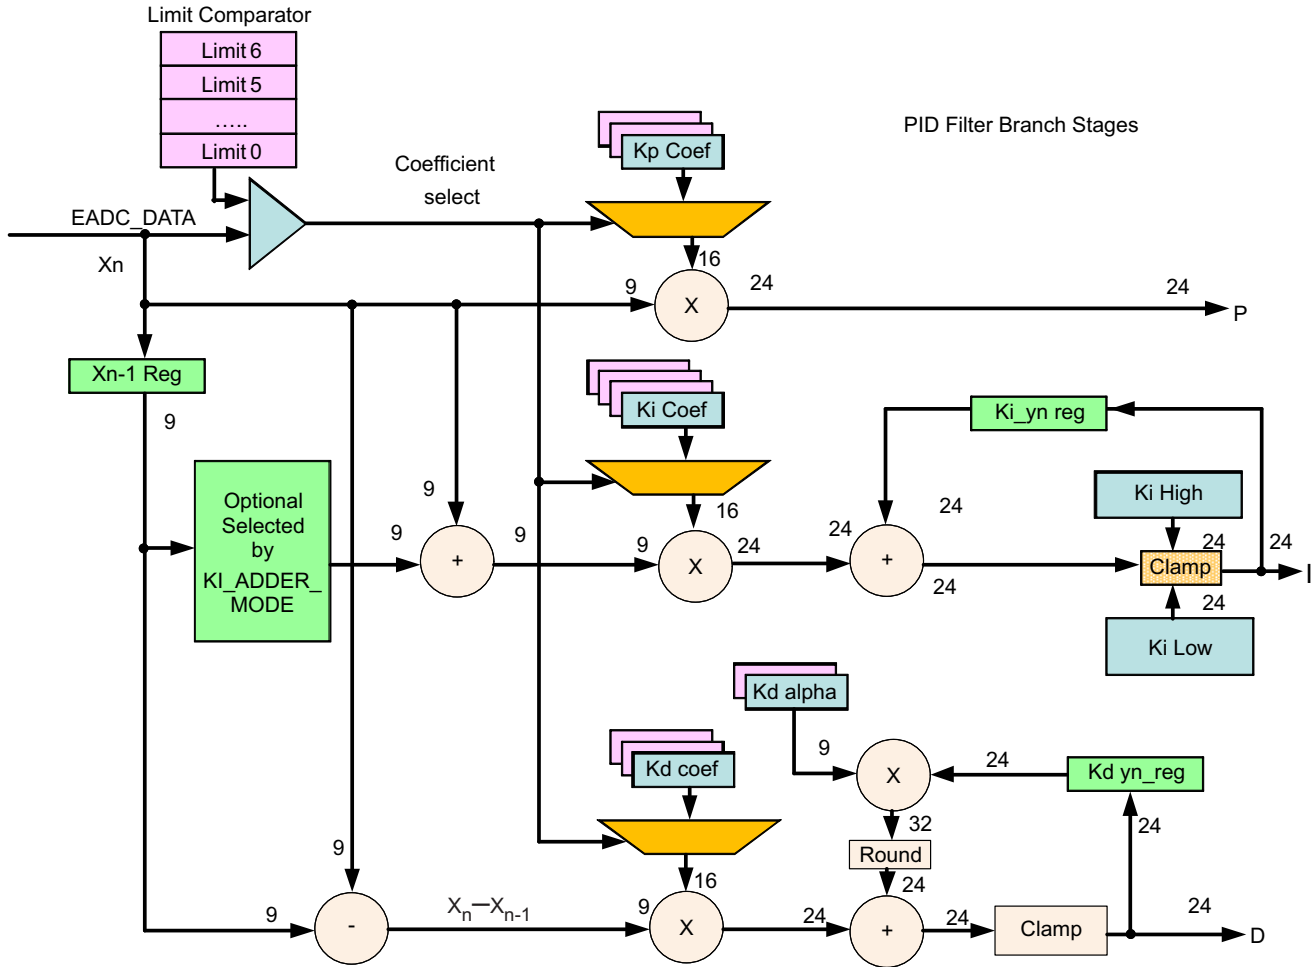 Limit Comparator
Limit 6
Limit 5
.....
Limit 0
PID Filter Branch Stages
Kp Coef
Coefficient
select
EADC_DATA
Xn
16
9
24
24
P
Xn-1 Reg
9
Ki Coef
Ki_yn reg
Optional
Selected
by
KI_ADDER_
MODE
9
9
9
16
9
24
24
24
24
Ki High
+
X
+
Clamp
24
24
I
24
Ki Low
X
Kd alpha
9
X
24
Kd yn_reg
Kd coef
32
24
Round
9
16
24
9
-
Xn—Xn-1
9
X
24
+
24
Clamp
24
D